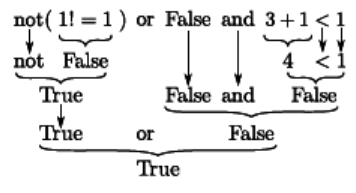 not( 1! = 1 ) or False and 3 + 1 < 1
not False 4 < 1
True False and False
True or False
True